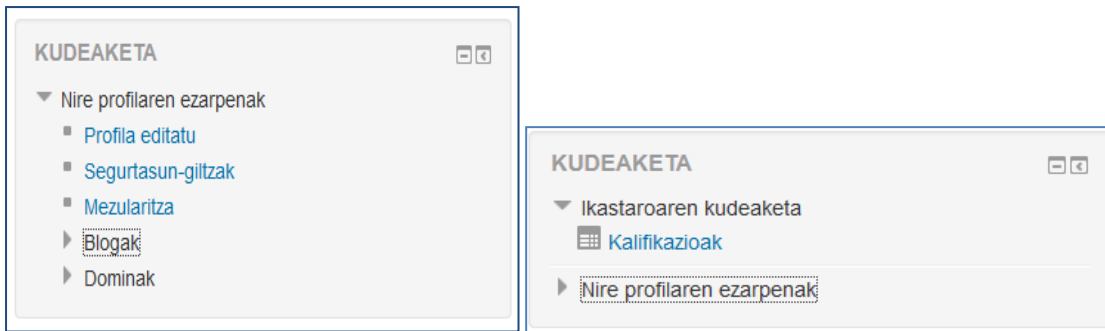 KUDEAKETA
Nire profilaren ezarpenak
Profila editatu
Segurtasun-giltzak
Mezularitza
Blogak
Dominak
KUDEAKETA
Ikastaroaren kudeaketa
Kalifikazioak
Nire profilaren ezarpenak